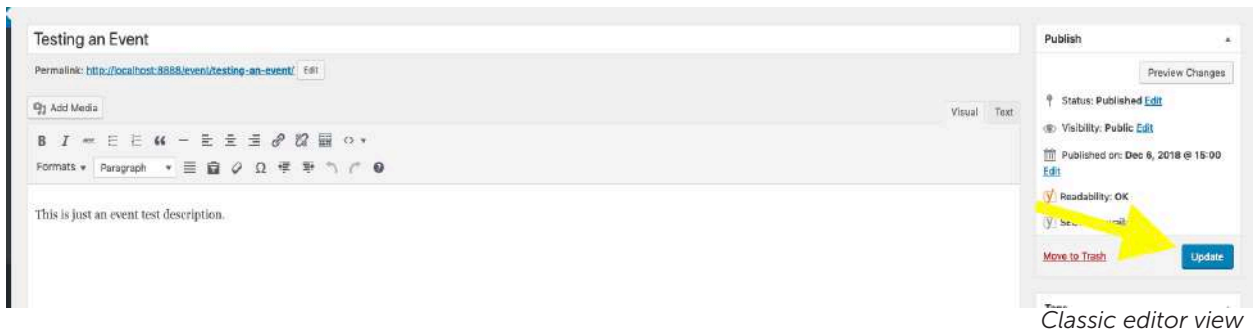 Testing an Event
Permalink: http://localhost:8888/event/testing-an-event/ Edit
Add Media
Visual Text
B I ABC
Formats Paragraph
This is just an event test description.
Publish
Preview Changes
Status: Published Edit
Visibility: Public Edit
Published on: Dec 6, 2018 @ 15:00
Edit
Readability: OK
Move to Trash Update
Classic editor view